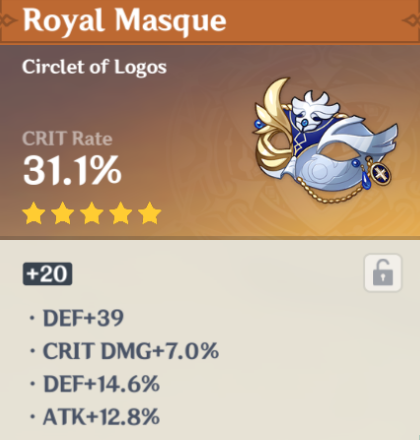 Royal Masque
Circlet of Logos
CRIT Rate
31.1%
+20
· DEF+39
· CRIT DMG+7.0%
· DEF+14.6%
· ATK+12.8%